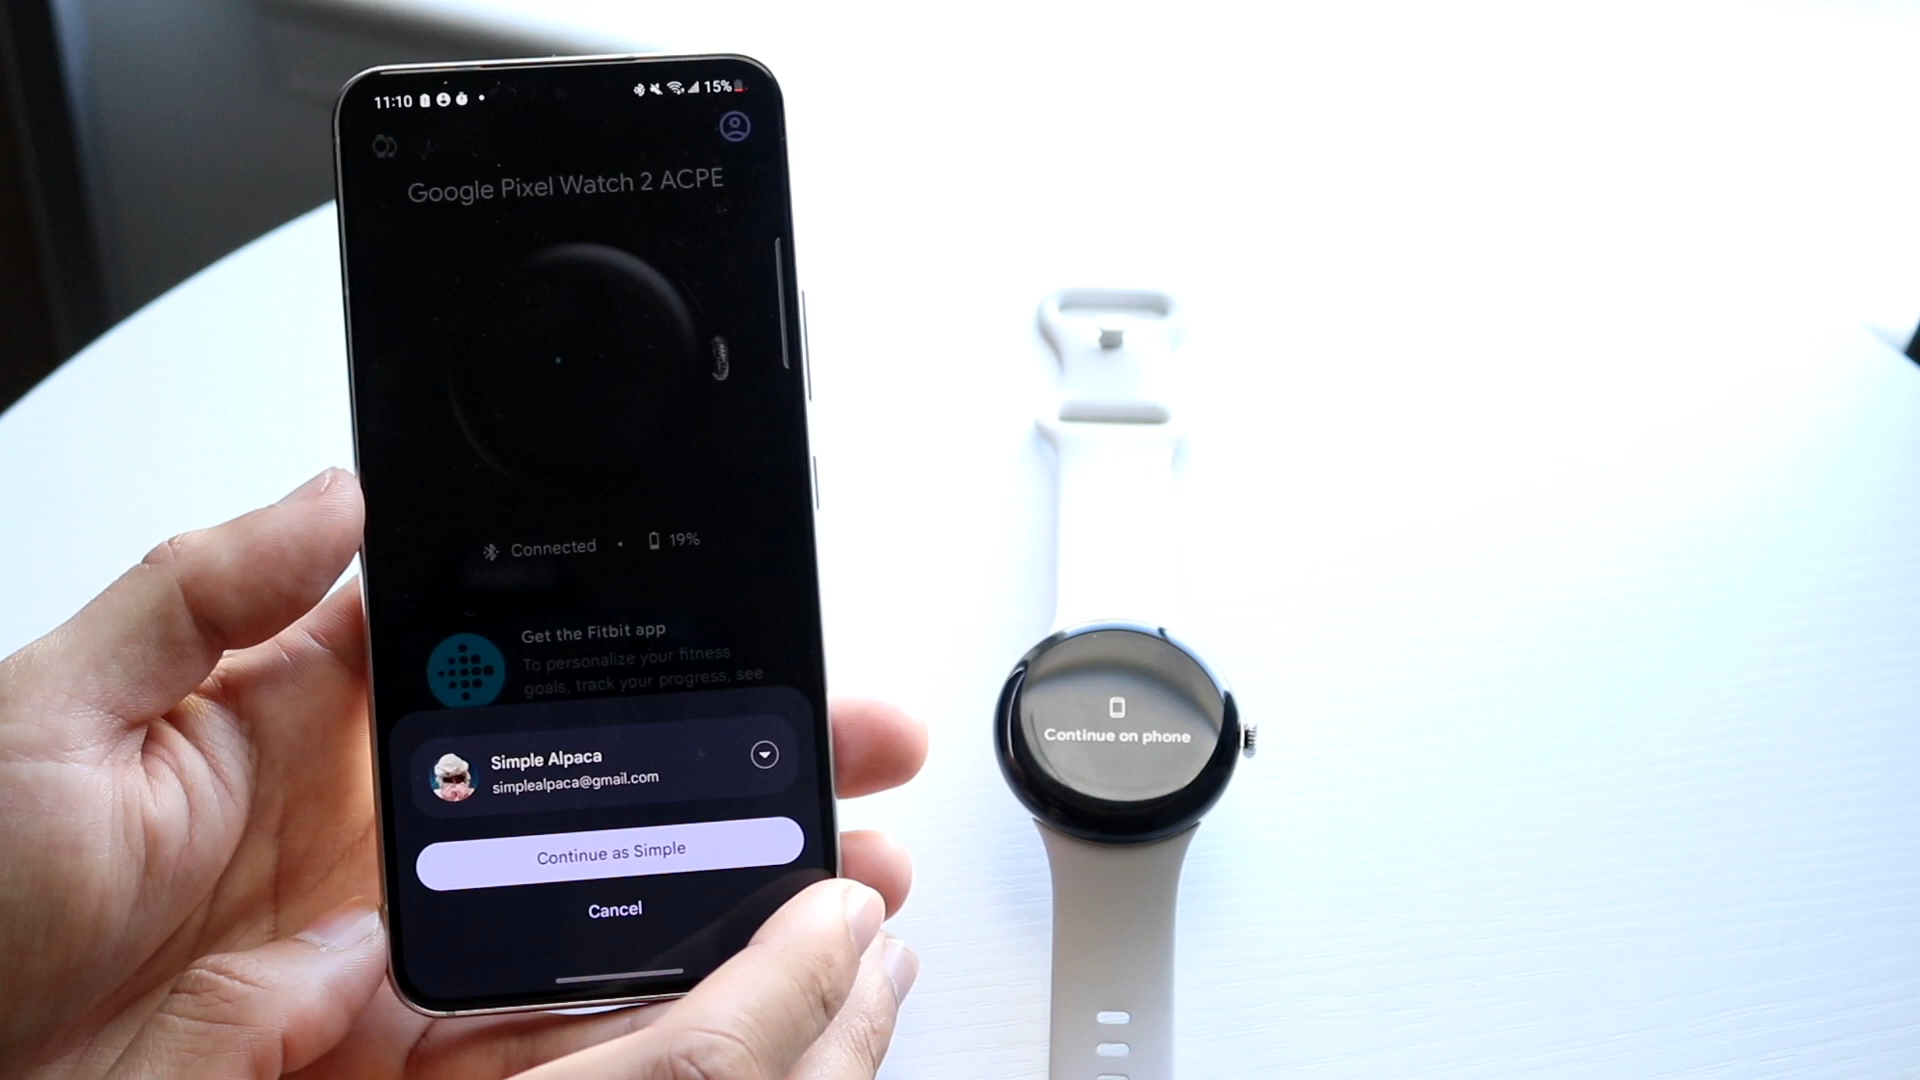 11:10
15%
Google Pixel Watch 2 ACPE
Connected • 19%
Get the Fitbit app
To personalize your fitness
goals, track your progress, see
Simple Alpaca
simplealpaca@gmail.com
Continue as Simple
Cancel
Continue on phone